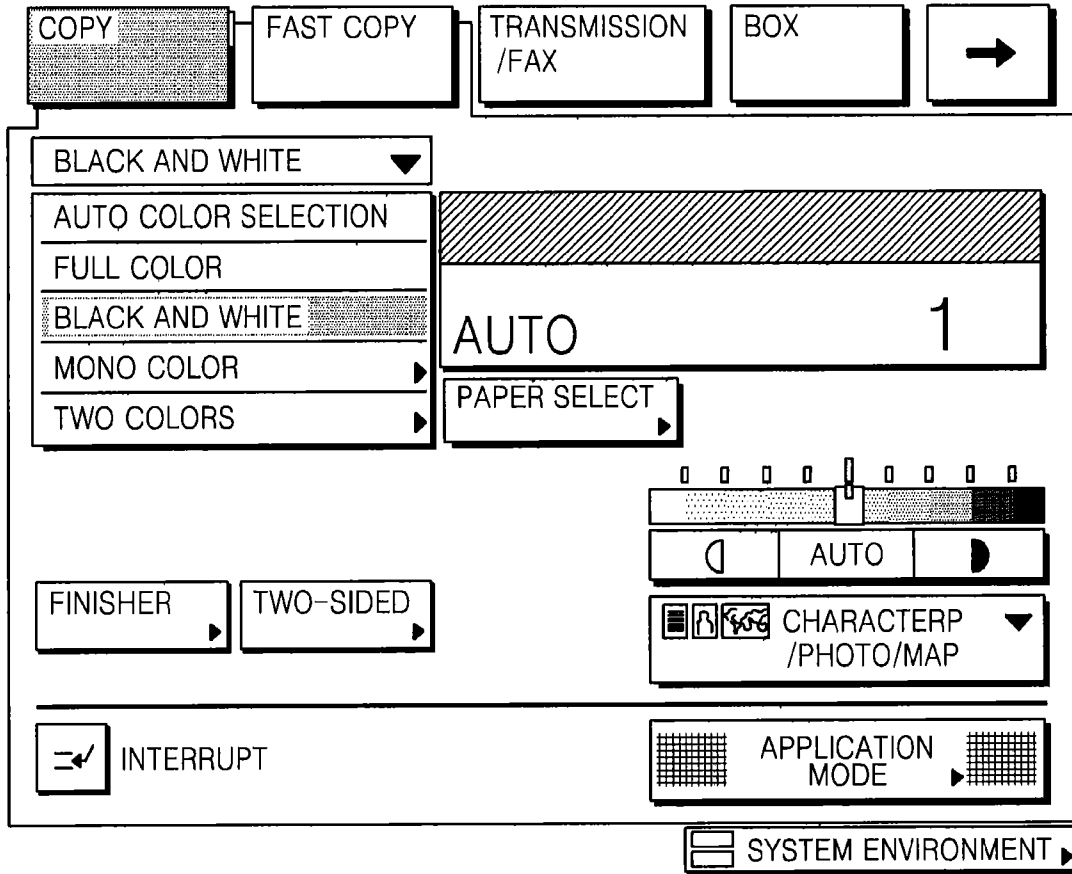 COPY
FAST COPY
TRANSMISSION
/FAX
BOX
BLACK AND WHITE
AUTO COLOR SELECTION
FULL COLOR
BLACK AND WHITE
MONO COLOR
TWO COLORS
AUTO 1
PAPER SELECT
AUTO
FINISHER
TWO-SIDED
CHARACTERP
/PHOTO/MAP
INTERRUPT
APPLICATION
MODE
SYSTEM ENVIRONMENT